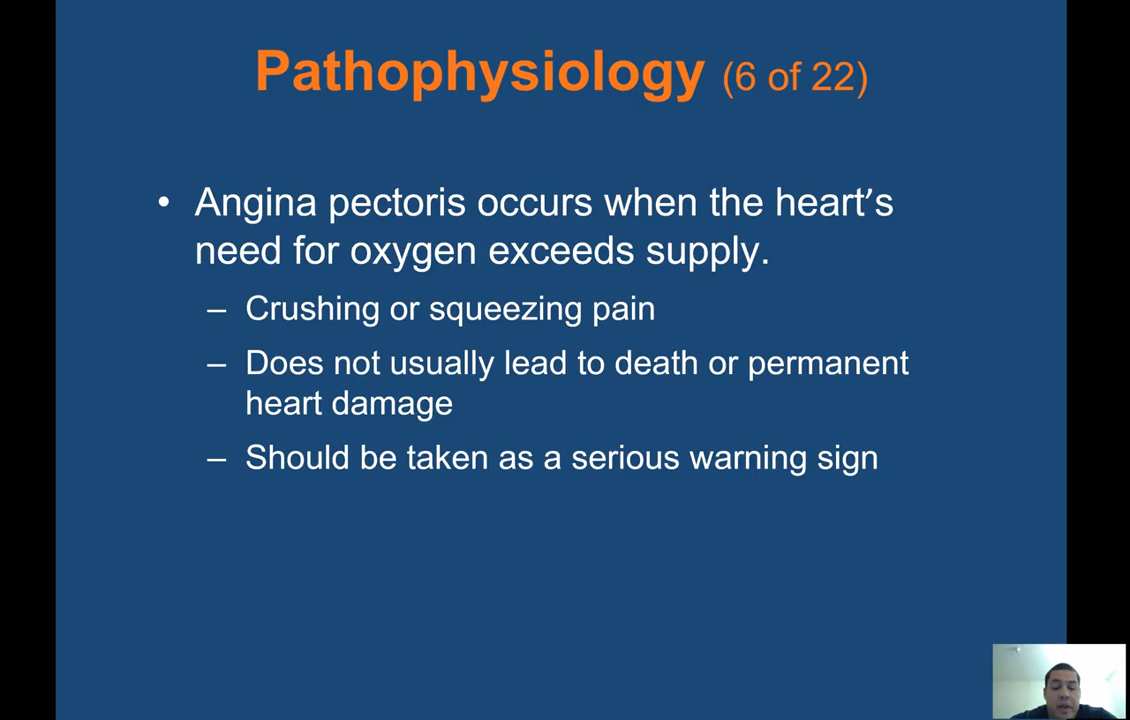 Pathophysiology (6 of 22)
• Angina pectoris occurs when the heart’s
need for oxygen exceeds supply.
– Crushing or squeezing pain
– Does not usually lead to death or permanent
heart damage
– Should be taken as a serious warning sign